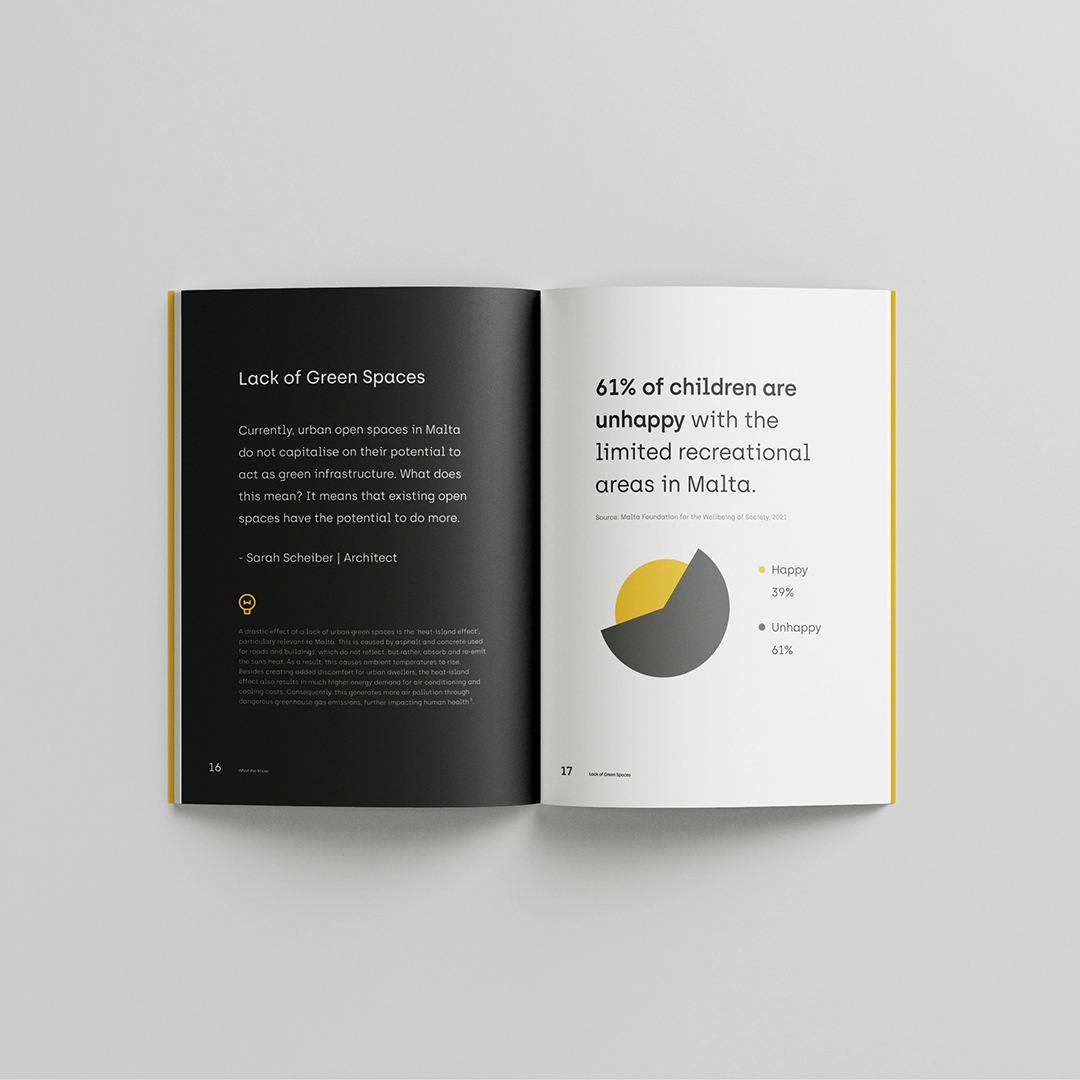 Lack of Green Spaces
Currently, urban open spaces in Malta
do not capitalise on their potential to
act as green infrastructure. What does
this mean? It means that existing open
spaces have the potential to do more.
- Sarah Scheiber | Architect
A drastic effect of a lack of urban green spaces is the 'heat-island effect',
particulary relevant to Malta. This is caused by asphalt and concrete used
for roads and buildings, which do not reflect, but rather, absorb and re-emit
the sun's heat. As a result, this causes ambient temperatures to rise.
Besides creating added discomfort for urban dwellers, the heat-island
effect also results in much higher energy demand for air conditioning and
cooling costs. Consequently, this generates more air pollution through
dangerous greenhouse gas emissions, further impacting human health³.
16 What We Know
61% of children are
unhappy with the
limited recreational
areas in Malta.
Source: Malta Foundation for the Wellbeing of Society, 2021
Happy
39%
Unhappy
61%
17 Lack of Green Spaces